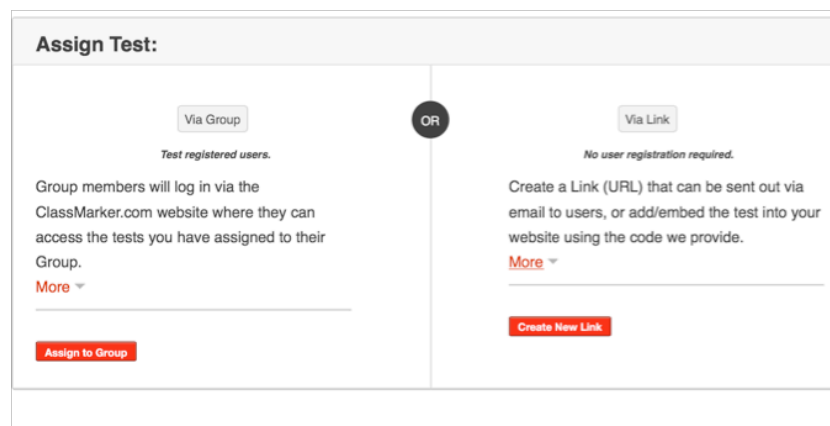 Assign Test:
Via Group
Test registered users.
Group members will log in via the
ClassMarker.com website where they can
access the tests you have assigned to their
Group.
More
Assign to Group
OR
Via Link
No user registration required.
Create a Link (URL) that can be sent out via
email to users, or add/embed the test into your
website using the code we provide.
More
Create New Link